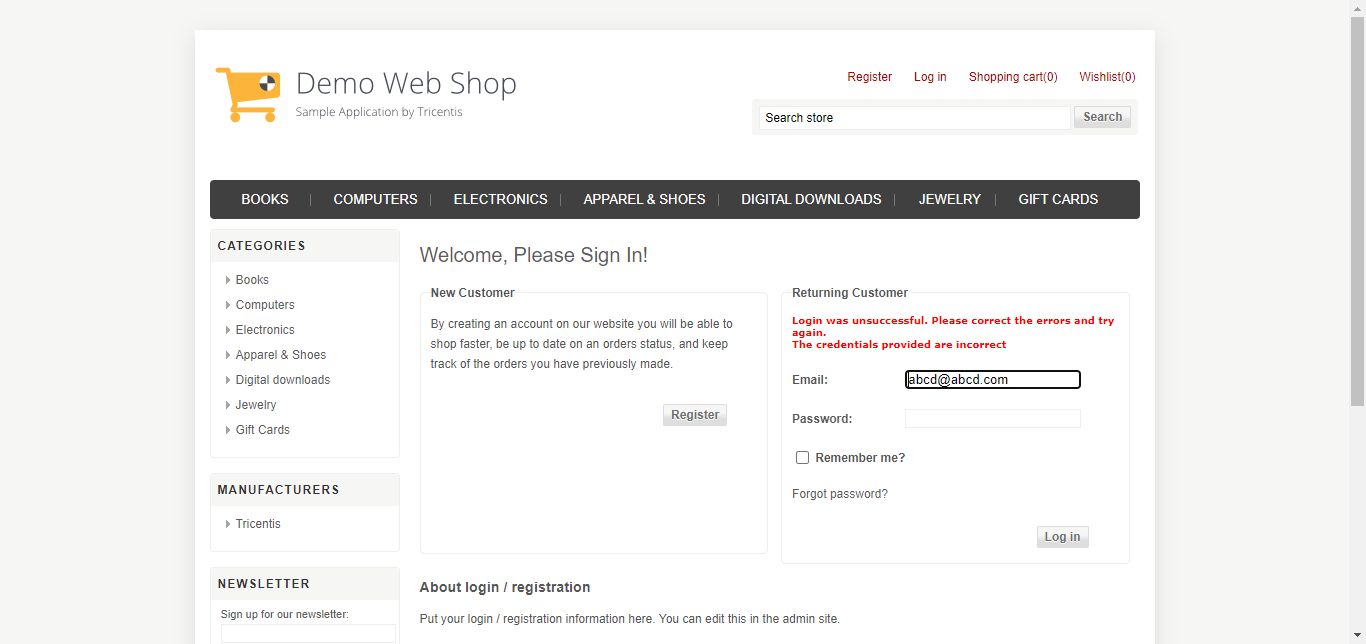 Demo Web Shop
Sample Application by Tricentis
Register Log in Shopping cart(0) Wishlist(0)
Search store Search
BOOKS COMPUTERS ELECTRONICS APPAREL & SHOES DIGITAL DOWNLOADS JEWELRY GIFT CARDS
CATEGORIES
Books
Computers
Electronics
Apparel & Shoes
Digital downloads
Jewelry
Gift Cards
MANUFACTURERS
Tricentis
NEWSLETTER
Sign up for our newsletter:
Welcome, Please Sign In!
New Customer
By creating an account on our website you will be able to
shop faster, be up to date on an orders status, and keep
track of the orders you have previously made.
Register
Returning Customer
Login was unsuccessful. Please correct the errors and try
again.
The credentials provided are incorrect
Email: abcd@abcd.com
Password:
Remember me?
Forgot password?
Log in
About login / registration
Put your login / registration information here. You can edit this in the admin site.